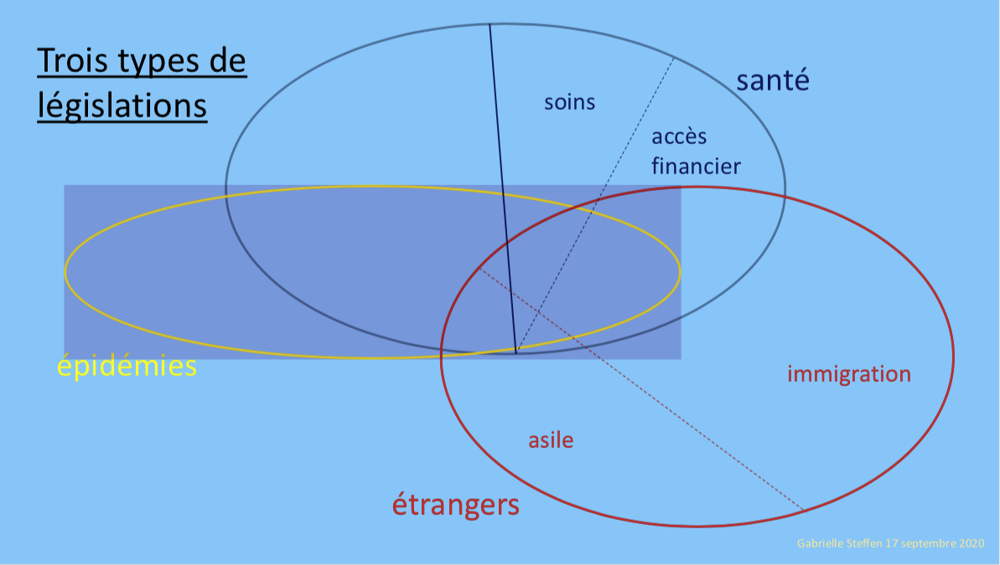 Trois types de
législations
santé
soins
accès
financier
épidémies
immigration
asile
étrangers
Gabrielle Steffen 17 septembre 2020